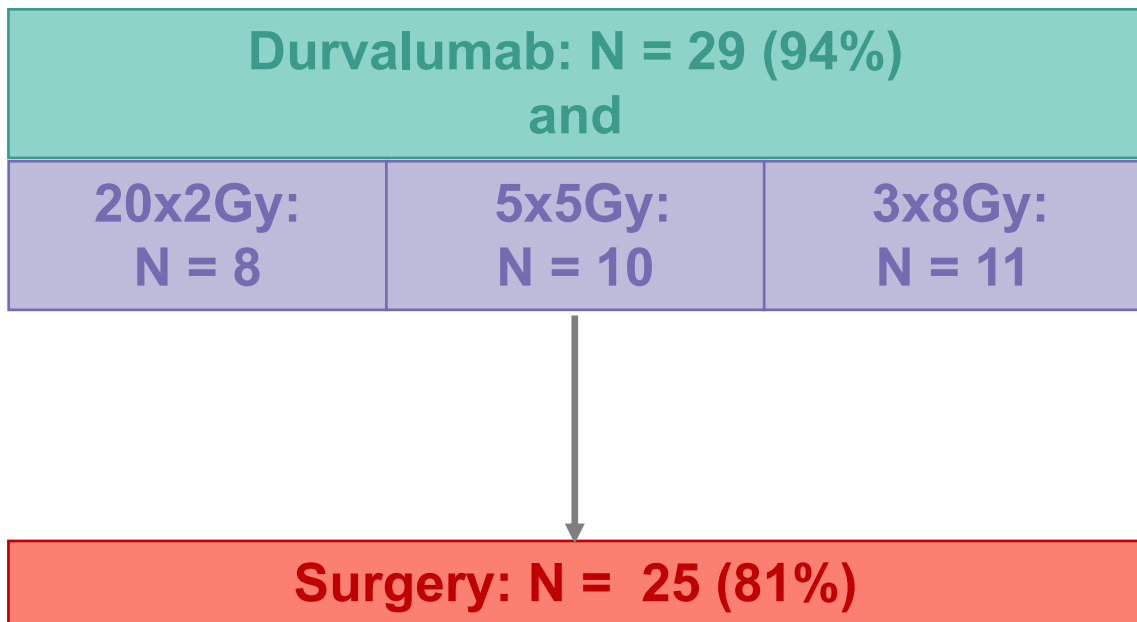 Durvalumab: N = 29 (94%)
and
20x2Gy:
N = 8
5x5Gy:
N = 10
3x8Gy:
N = 11
Surgery: N =  25 (81%)